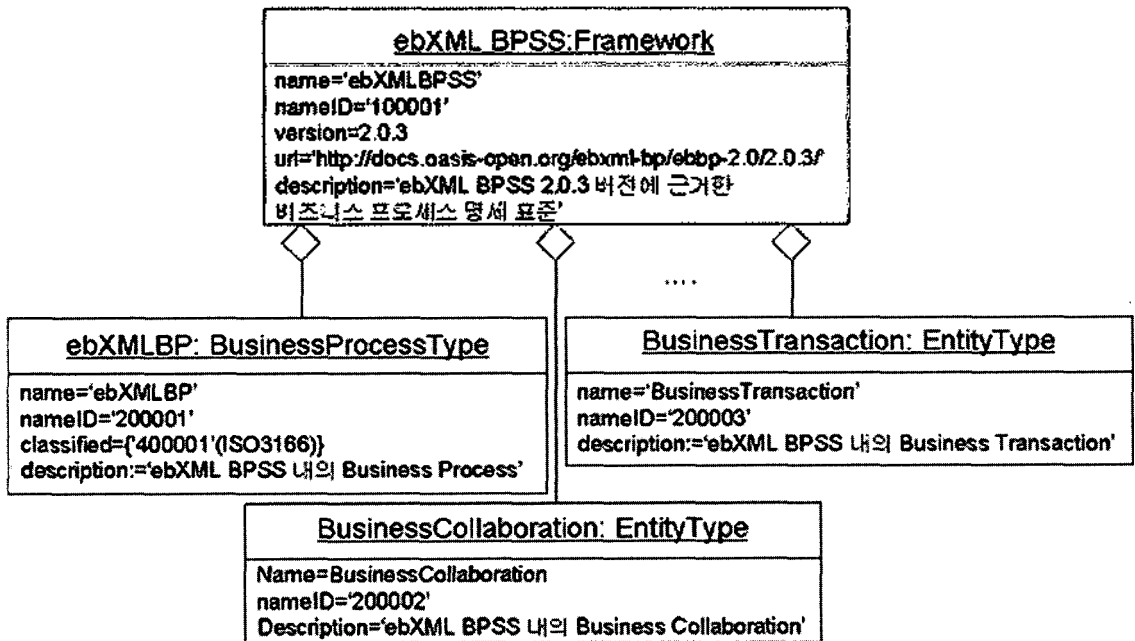 ebXML BPSS:Framework
name='ebXMLBPSS'
nameID='100001'
version=2.0.3
url='http://docs.oasis-open.org/ebxml-bp/ebbp-2.0/2.0.3/'
description='ebXML BPSS 2.0.3 버전에 근거한
비즈니스 프로세스 명세 표준'
....
ebXMLBP: BusinessProcessType
name='ebXMLBP'
nameID='200001'
classified={'400001'(ISO3166)}
description:='ebXML BPSS 내의 Business Process'
BusinessTransaction: EntityType
name='BusinessTransaction'
nameID='200003'
description:='ebXML BPSS 내의 Business Transaction'
BusinessCollaboration: EntityType
Name=BusinessCollaboration
nameID='200002'
Description='ebXML BPSS 내의 Business Collaboration'